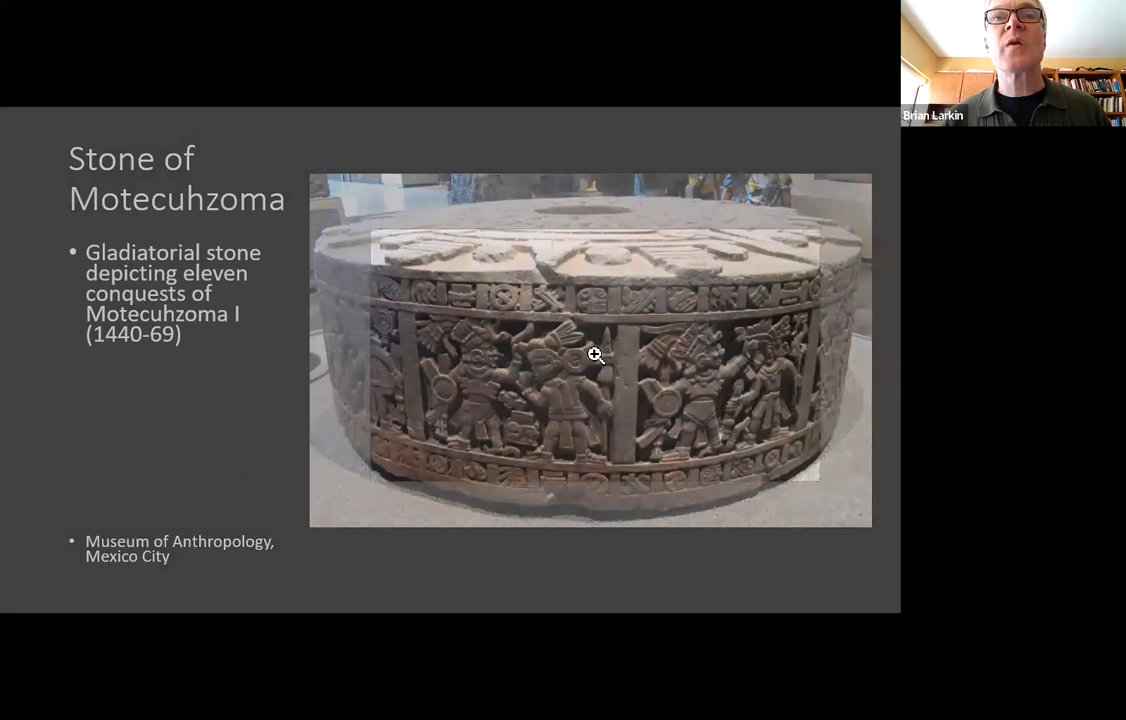 Stone of
Motecuhzoma
• Gladiatorial stone
depicting eleven
conquests of
Motecuhzoma I
(1440-69)
• Museum of Anthropology,
Mexico City
Brian Larkin